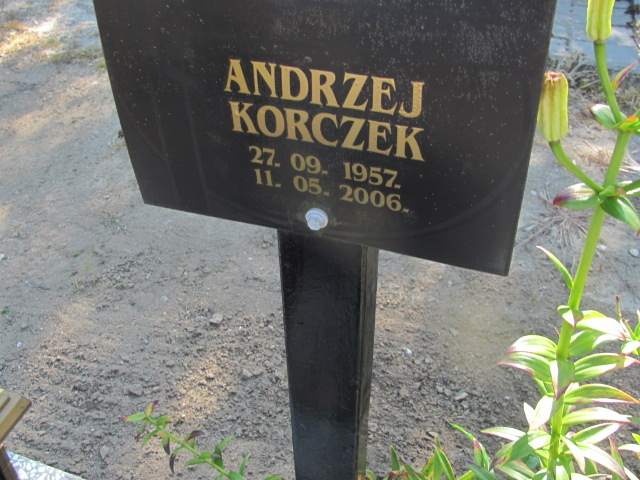 ANDRZEJ
KORCZEK
27. 09. 1957.
11. 05. 2006.